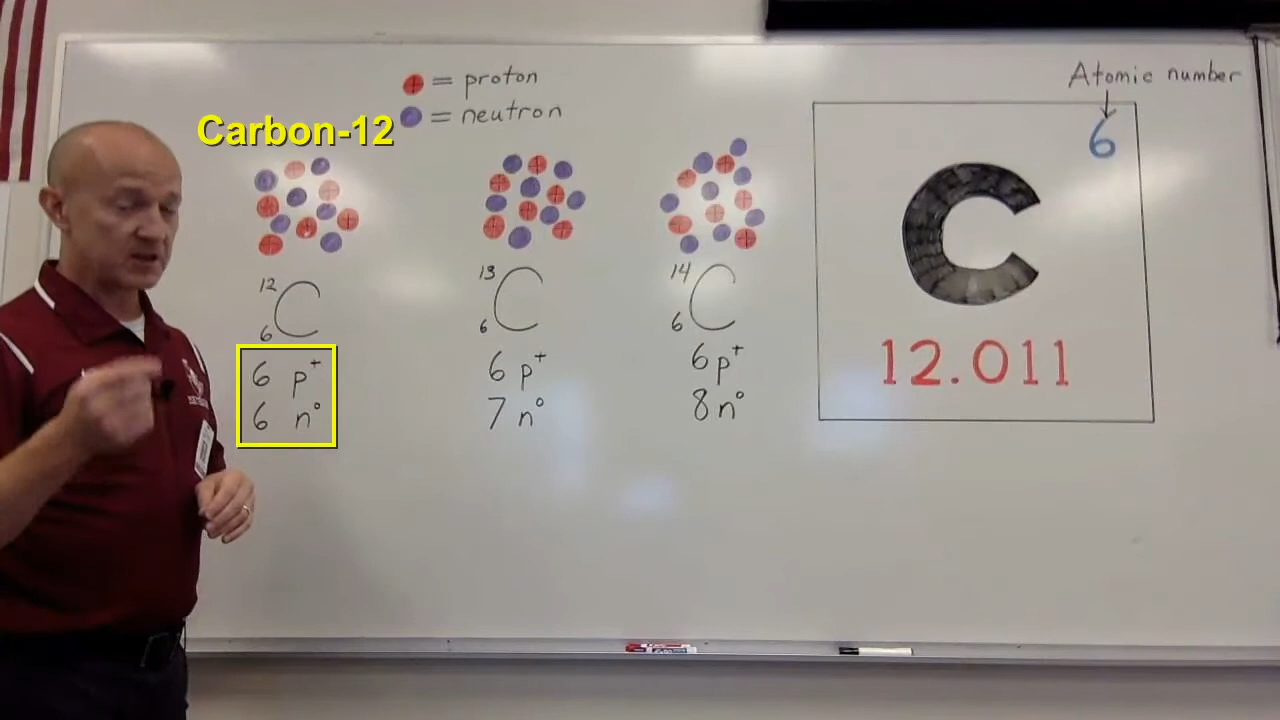 = proton
= neutron
Carbon-12
12
C
6
6 p+
6 n°
13
C
6
6 p+
7 n°
14
C
6
6 p+
8 n°
Atomic number
6
C
12.011